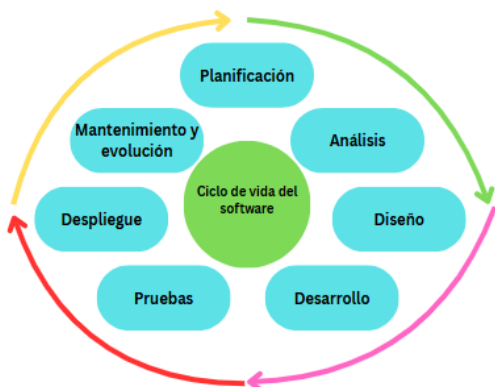 Planificación
Análisis
Diseño
Desarrollo
Pruebas
Despliegue
Mantenimiento y
evolución
Ciclo de vida del
software